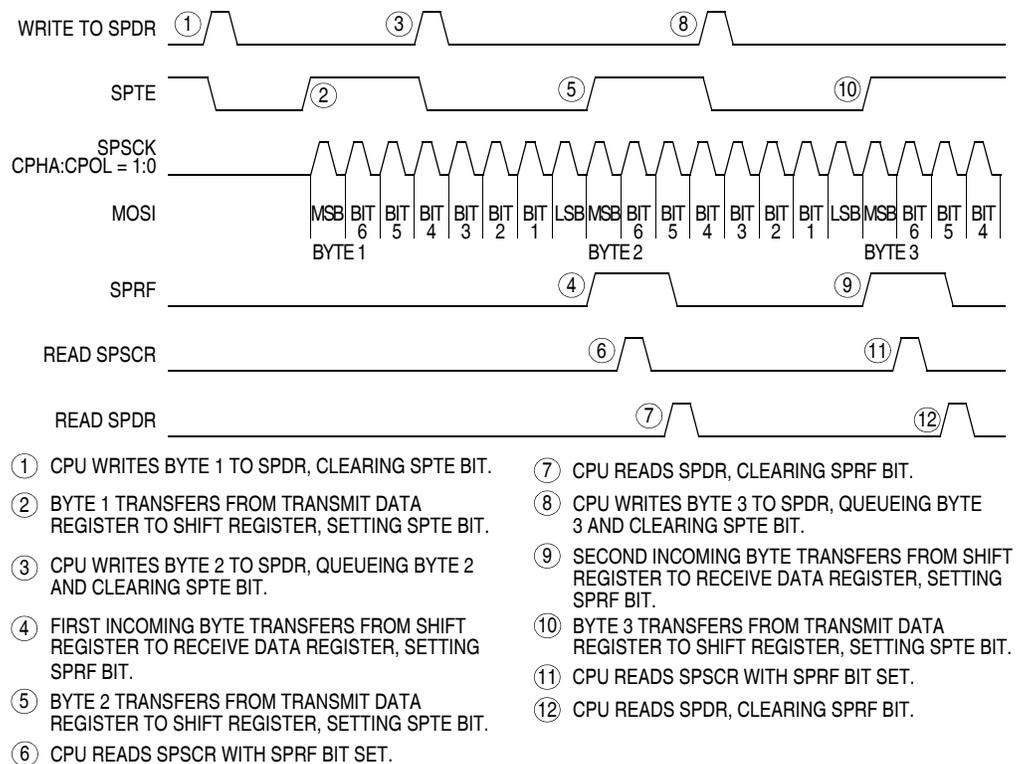 WRITE TO SPDR
1
3
8
SPTE
2
5
10
SPSCK
CPHA:CPOL = 1:0
MOSI
MSB BIT 6 BIT 5 BIT 4 BIT 3 BIT 2 BIT 1 LSB MSB BIT 6 BIT 5 BIT 4 BIT 3 BIT 2 BIT 1 LSB MSB BIT 6 BIT 5 BIT 4
BYTE 1 BYTE 2 BYTE 3
SPRF
4
9
READ SPSCR
6
11
READ SPDR
7
12
1 CPU WRITES BYTE 1 TO SPDR, CLEARING SPTE BIT.
2 BYTE 1 TRANSFERS FROM TRANSMIT DATA
REGISTER TO SHIFT REGISTER, SETTING SPTE BIT.
3 CPU WRITES BYTE 2 TO SPDR, QUEUEING BYTE 2
AND CLEARING SPTE BIT.
4 FIRST INCOMING BYTE TRANSFERS FROM SHIFT
REGISTER TO RECEIVE DATA REGISTER, SETTING
SPRF BIT.
5 BYTE 2 TRANSFERS FROM TRANSMIT DATA
REGISTER TO SHIFT REGISTER, SETTING SPTE BIT.
6 CPU READS SPSCR WITH SPRF BIT SET.
7 CPU READS SPDR, CLEARING SPRF BIT.
8 CPU WRITES BYTE 3 TO SPDR, QUEUEING BYTE
3 AND CLEARING SPTE BIT.
9 SECOND INCOMING BYTE TRANSFERS FROM SHIFT
REGISTER TO RECEIVE DATA REGISTER, SETTING
SPRF BIT.
10 BYTE 3 TRANSFERS FROM TRANSMIT DATA
REGISTER TO SHIFT REGISTER, SETTING SPTE BIT.
11 CPU READS SPSCR WITH SPRF BIT SET.
12 CPU READS SPDR, CLEARING SPRF BIT.